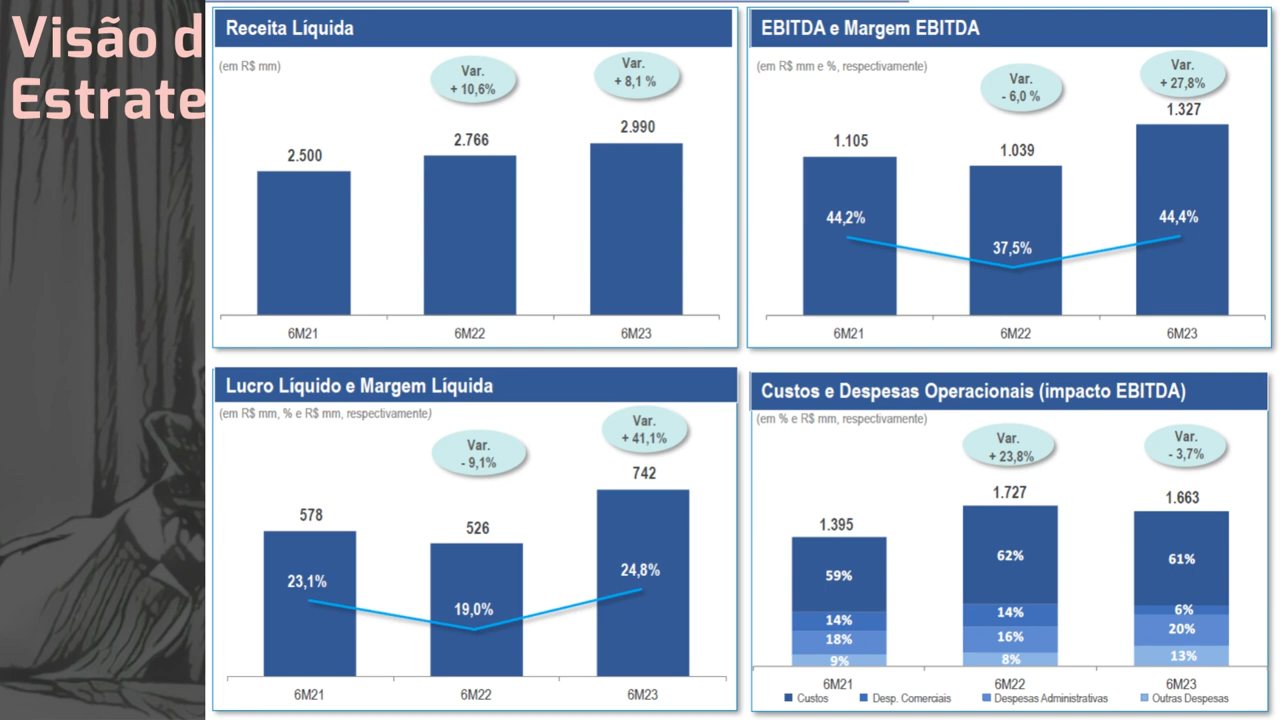 Visão d
Estrate
Receita Líquida
(em R$ mm)
Var.
+ 10,6%
Var.
+ 8,1 %
2.500
2.766
2.990
6M21
6M22
6M23
EBITDA e Margem EBITDA
(em R$ mm e %, respectivamente)
Var.
- 6,0 %
Var.
+ 27,8%
1.105
1.039
1.327
44,2%
37,5%
44,4%
6M21
6M22
6M23
Lucro Líquido e Margem Líquida
(em R$ mm, % e R$ mm, respectivamente)
Var.
- 9,1%
Var.
+ 41,1%
578
526
742
23,1%
19,0%
24,8%
6M21
6M22
6M23
Custos e Despesas Operacionais (impacto EBITDA)
(em % e R$ mm, respectivamente)
Var.
+ 23,8%
Var.
- 3,7%
1.395
1.727
1.663
59%
62%
61%
14%
14%
6%
18%
16%
20%
9%
8%
13%
6M21
6M22
6M23
Custos
Desp. Comerciais
Despesas Administrativas
Outras Despesas